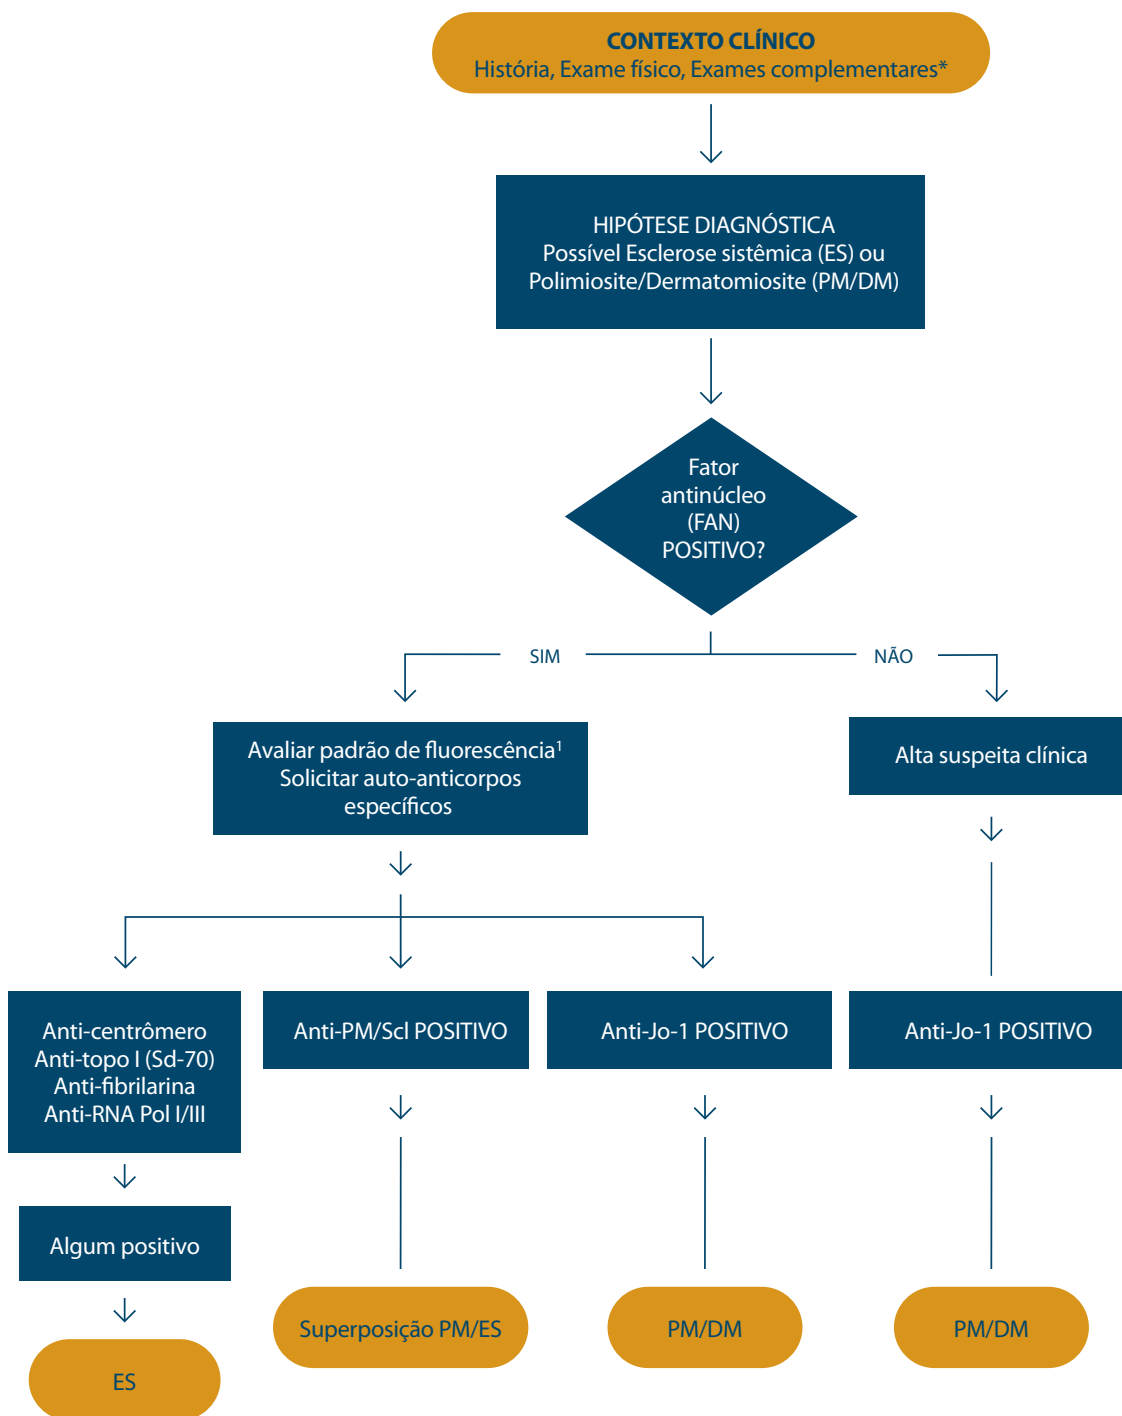 CONTEXTO CLÍNICO
História, Exame físico, Exames complementares*
HIPÓTESE DIAGNÓSTICA
Possível Esclerose sistêmica (ES) ou
Polimiosite/Dermatomiosite (PM/DM)
Fator
antinúcleo
(FAN)
POSITIVO?
SIM
NÃO
Avaliar padrão de fluorescência¹
Solicitar auto-anticorpos
específicos
Alta suspeita clínica
Anti-centrômero
Anti-topo I (Sd-70)
Anti-fibrilarina
Anti-RNA Pol I/III
Anti-PM/Scl POSITIVO
Anti-Jo-1 POSITIVO
Anti-Jo-1 POSITIVO
Algum positivo
Superposição PM/ES
PM/DM
PM/DM
ES